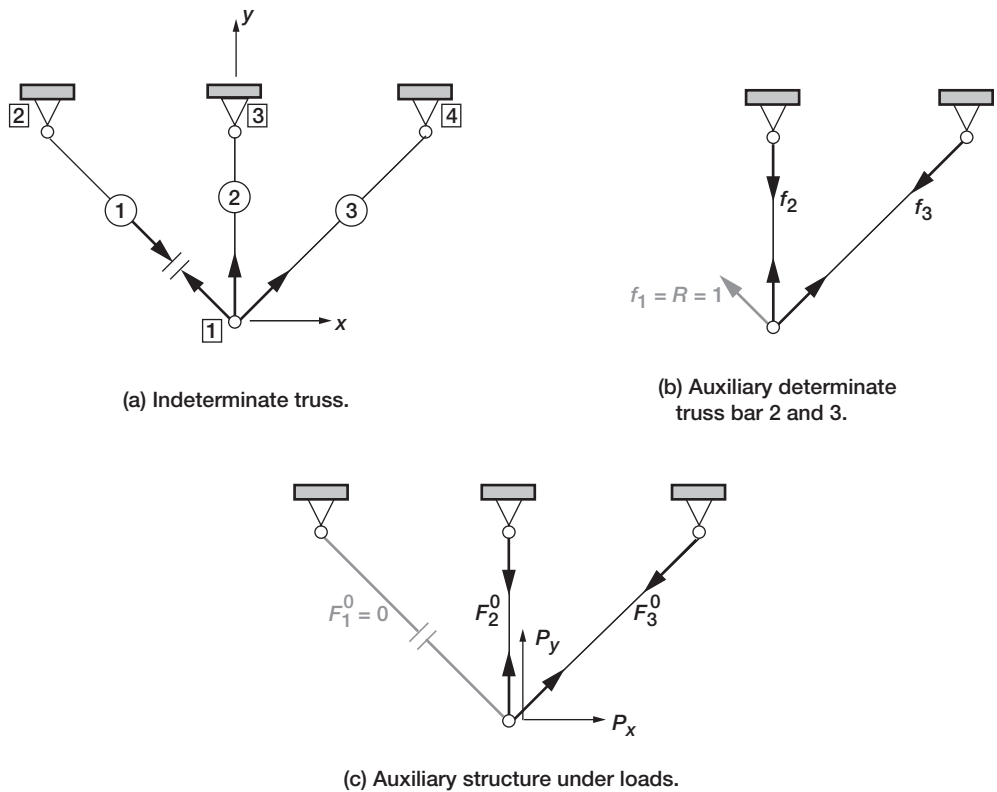 y
2
3
4
1
2
3
1
x
(a) Indeterminate truss.
f2
f3
f1 = R = 1
(b) Auxiliary determinate
truss bar 2 and 3.
F1^0 = 0
F2^0
F3^0
Py
Px
(c) Auxiliary structure under loads.